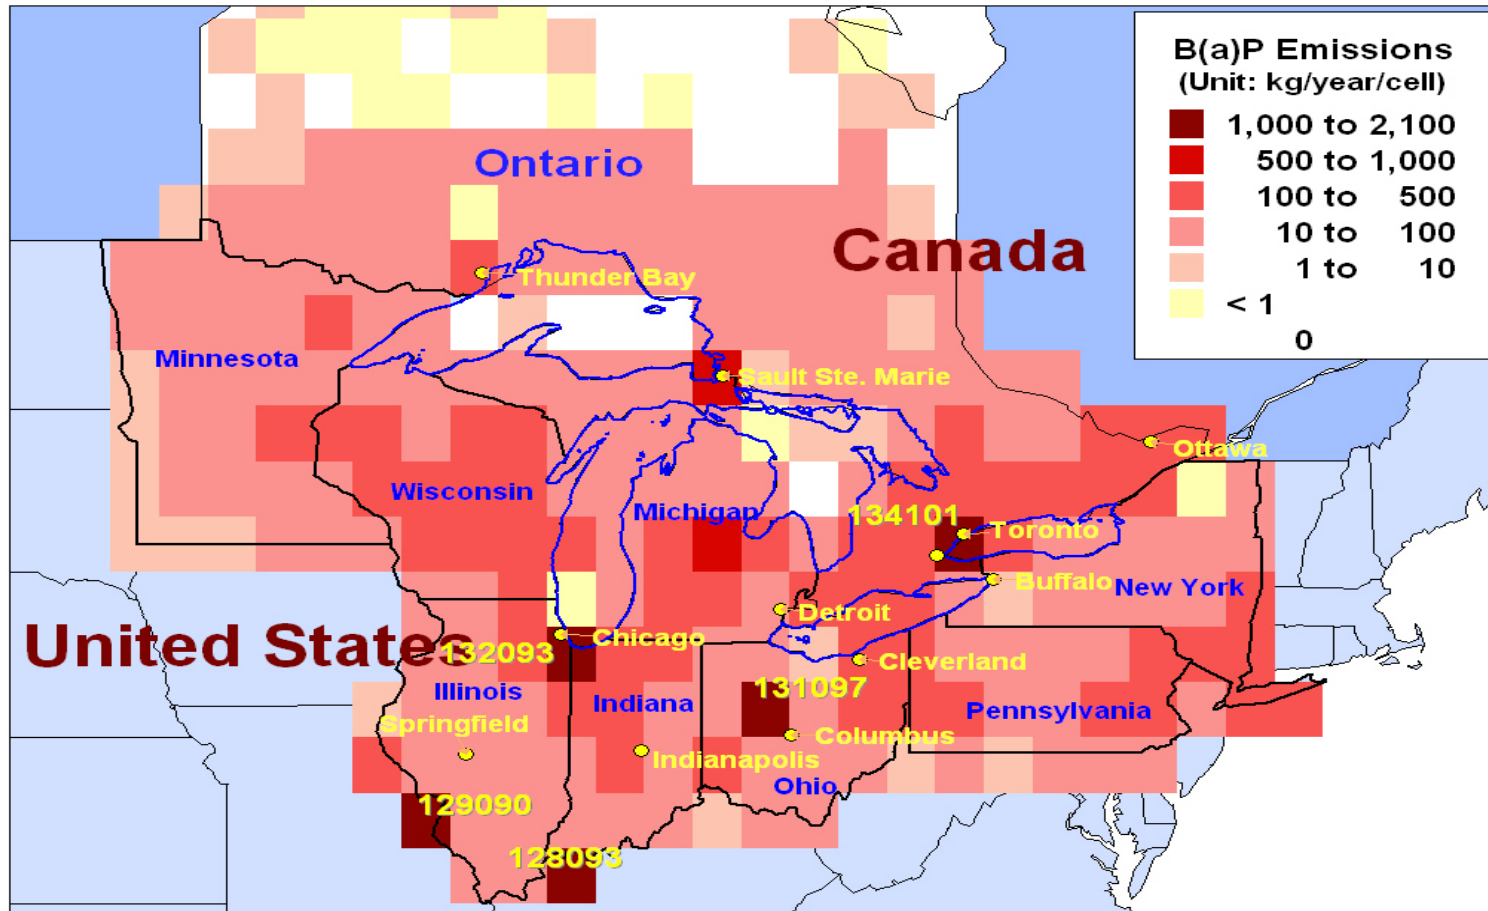 B(a)P Emissions
(Unit: kg/year/cell)
1,000 to 2,100
500 to 1,000
100 to 500
10 to 100
1 to 10
< 1
0
Ontario
Canada
Thunder Bay
Minnesota
Sault Ste. Marie
Ottawa
Wisconsin
Michigan
134101
Toronto
Buffalo
New York
Detroit
United States
Chicago
132093
Cleverland
131097
Illinois
Indiana
Pennsylvania
Springfield
Columbus
Indianapolis
Ohio
129090
128093